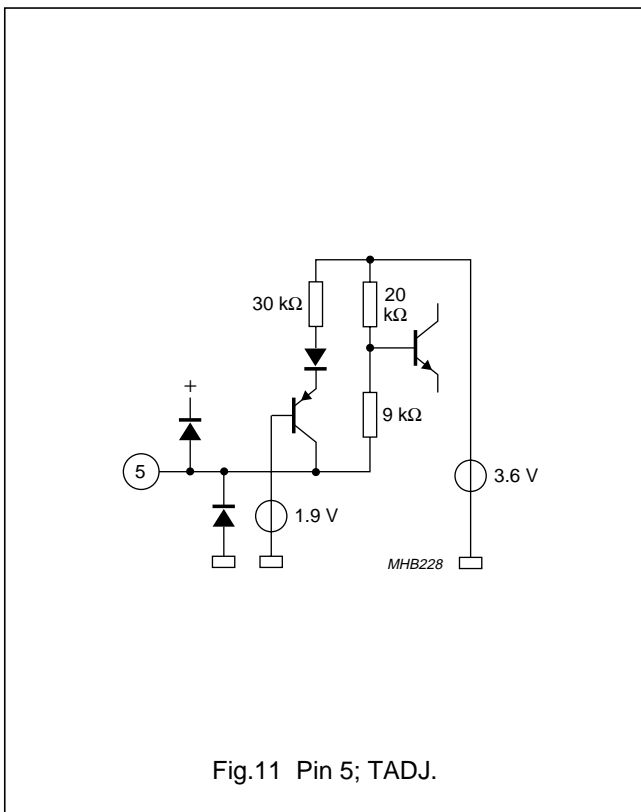 30 kΩ
20
kΩ
+
9 kΩ
5
3.6 V
1.9 V
MHB228
Fig.11 Pin 5; TADJ.